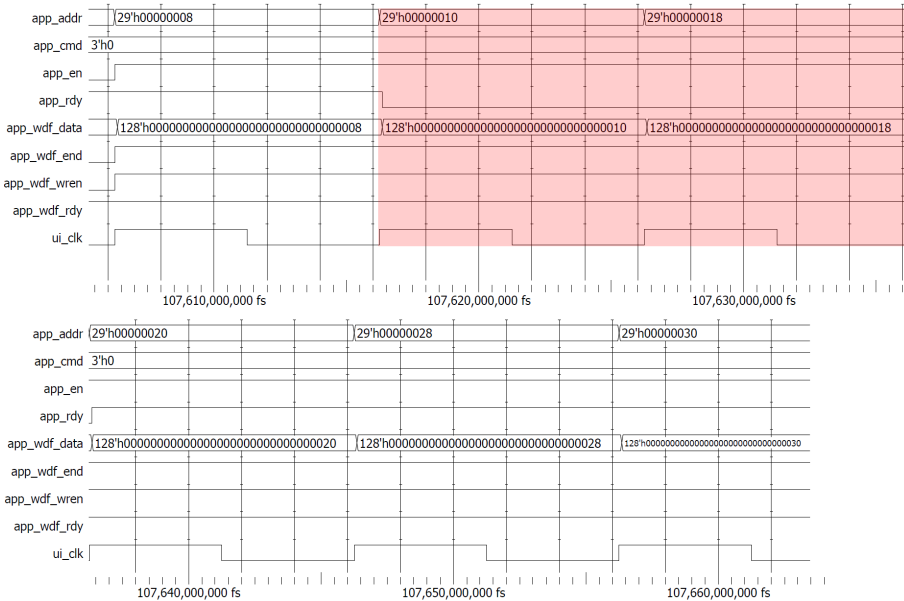 app_addr 29'h00000008 29'h00000010 29'h00000018
app_cmd 3'h0
app_en
app_rdy
app_wdf_data 128'h00000000000000000000000000000008 128'h00000000000000000000000000000010 128'h00000000000000000000000000000018
app_wdf_end
app_wdf_wren
app_wdf_rdy
ui_clk
107,610,000,000 fs 107,620,000,000 fs 107,630,000,000 fs
app_addr 29'h00000020 29'h00000028 29'h00000030
app_cmd 3'h0
app_en
app_rdy
app_wdf_data 128'h00000000000000000000000000000020 128'h00000000000000000000000000000028 128'h00000000000000000000000000000030
app_wdf_end
app_wdf_wren
app_wdf_rdy
ui_clk
107,640,000,000 fs 107,650,000,000 fs 107,660,000,000 fs